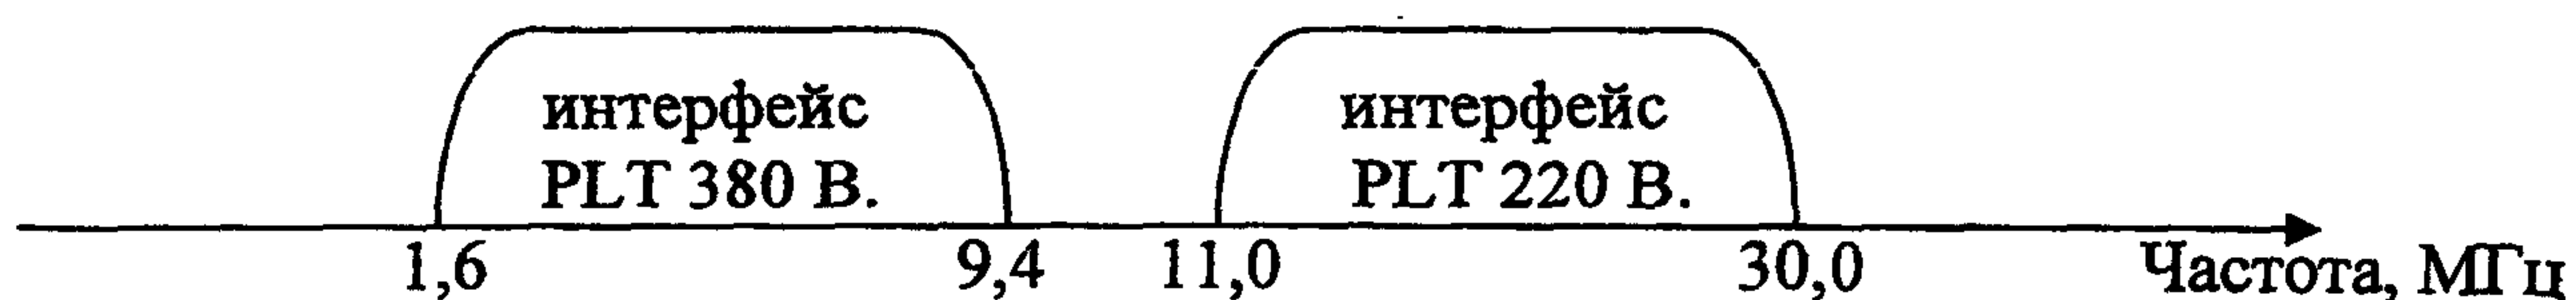 интерфейс
PLT 380 В.
интерфейс
PLT 220 В.
1,6 9,4 11,0 30,0 Частота, МГц